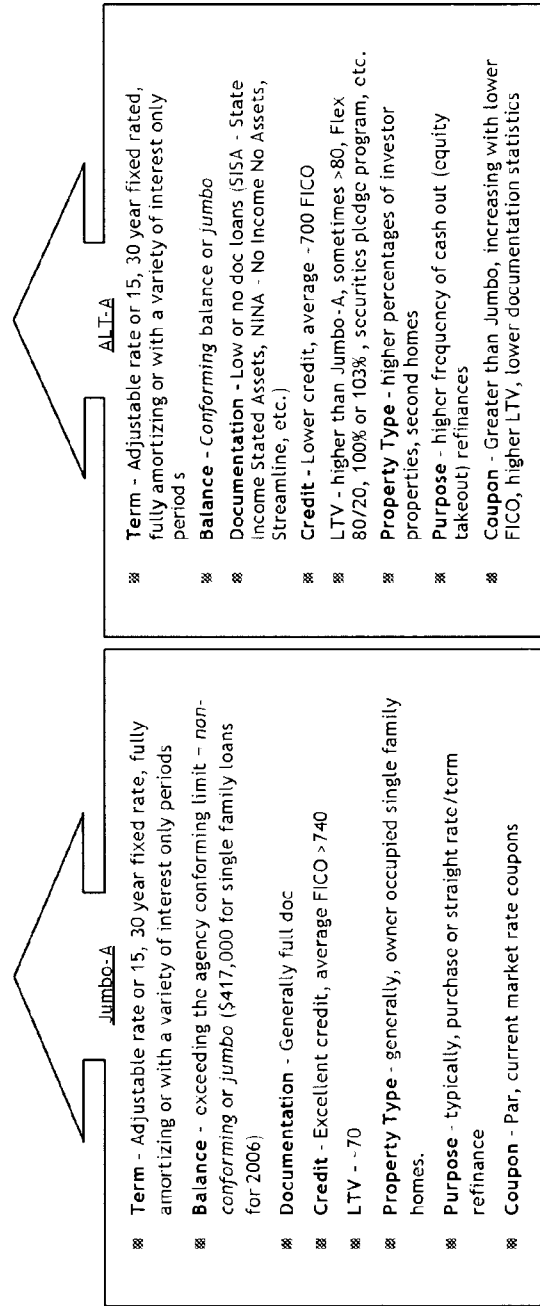 Jumbo-A
Term - Adjustable rate or 15, 30 year fixed rate, fully
amortizing or with a variety of interest only periods
Balance - exceeding the agency conforming limit – non-
conforming or jumbo ($417,000 for single family loans
for 2006)
Documentation - Generally full doc
Credit - Excellent credit, average FICO >740
LTV - ~70
Property Type - generally, owner occupied single family
homes.
Purpose - typically, purchase or straight rate/term
refinance
Coupon - Par, current market rate coupons
ALT-A
Term - Adjustable rate or 15, 30 year fixed rated,
fully amortizing or with a variety of interest only
period s
Balance - Conforming balance or jumbo
Documentation - Low or no doc loans (SISA - State
Income Stated Assets, NINA - No Income No Assets,
Streamline, etc.)
Credit - Lower credit, average ~700 FICO
LTV - higher than Jumbo-A, sometimes >80, Flex
80/20, 100% or 103% , securities pledge program, etc.
Property Type - higher percentages of investor
properties, second homes
Purpose - higher frequency of cash out (equity
takeout) refinances
Coupon - Greater than Jumbo, increasing with lower
FICO, higher LTV, lower documentation statistics